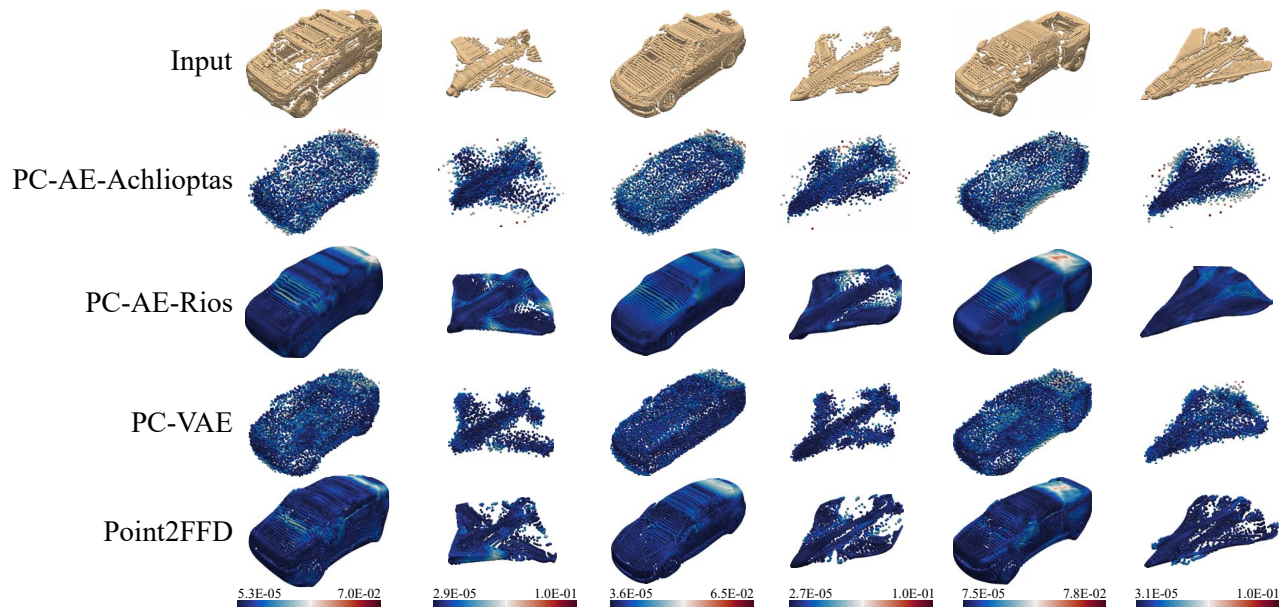 Input
PC-AE-Achlioptas
PC-AE-Rios
PC-VAE
Point2FFD
5.3E-05 7.0E-02 2.9E-05 1.0E-01 3.6E-05 6.5E-02 2.7E-05 1.0E-01 7.5E-05 7.8E-02 3.1E-05 1.0E-01